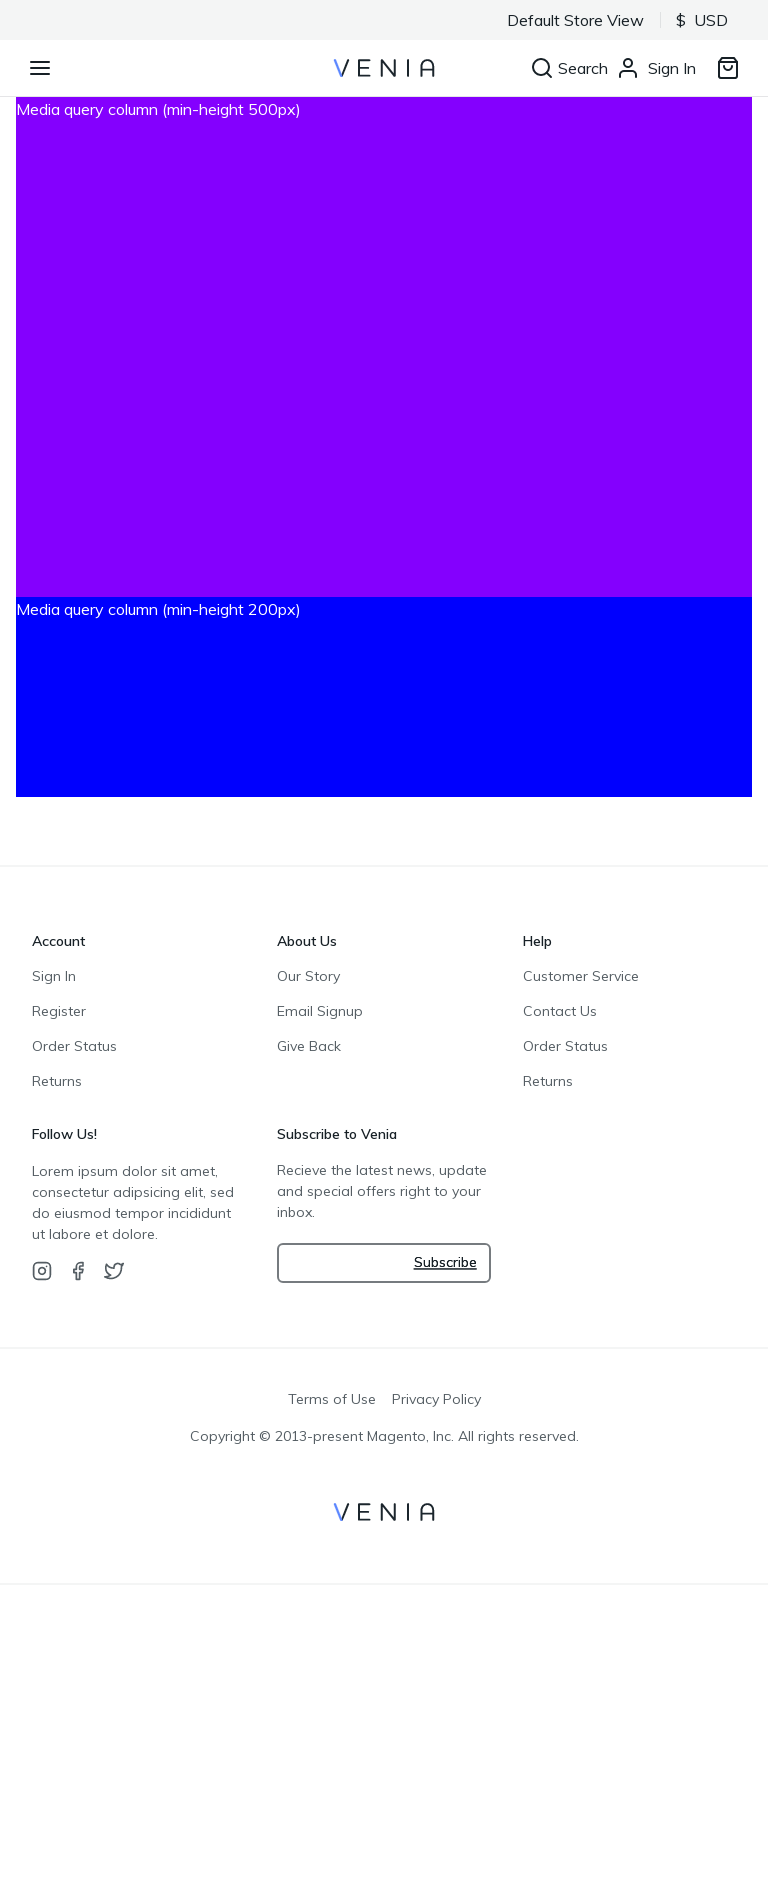 Default Store View $ USD
VENIA Search Sign In
Media query column (min-height 500px)
Media query column (min-height 200px)
Account
Sign In
Register
Order Status
Returns
About Us
Our Story
Email Signup
Give Back
Help
Customer Service
Contact Us
Order Status
Returns
Follow Us!
Lorem ipsum dolor sit amet,
consectetur adipsicing elit, sed
do eiusmod tempor incididunt
ut labore et dolore.
Subscribe to Venia
Recieve the latest news, update
and special offers right to your
inbox.
Subscribe
Terms of Use Privacy Policy
Copyright © 2013-present Magento, Inc. All rights reserved.
VENIA